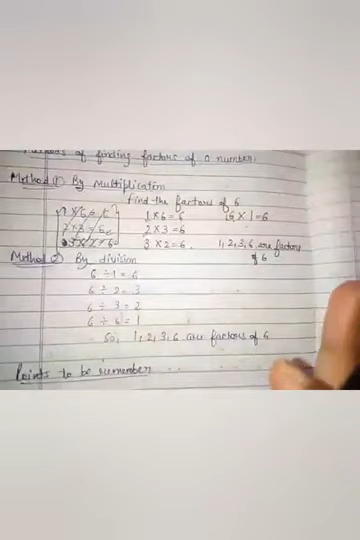 Methods of finding factors of a number.
Method ① By Multiplication
Find the factors of 6
1 × 6 = 6 6 × 1 = 6
2 × 3 = 6
3 × 2 = 6 1, 2, 3, 6 are factors
of 6
Method ② By division
6 ÷ 1 = 6
6 ÷ 2 = 3
6 ÷ 3 = 2
6 ÷ 6 = 1
So, 1, 2, 3, 6 are factors of 6
Points to be remember